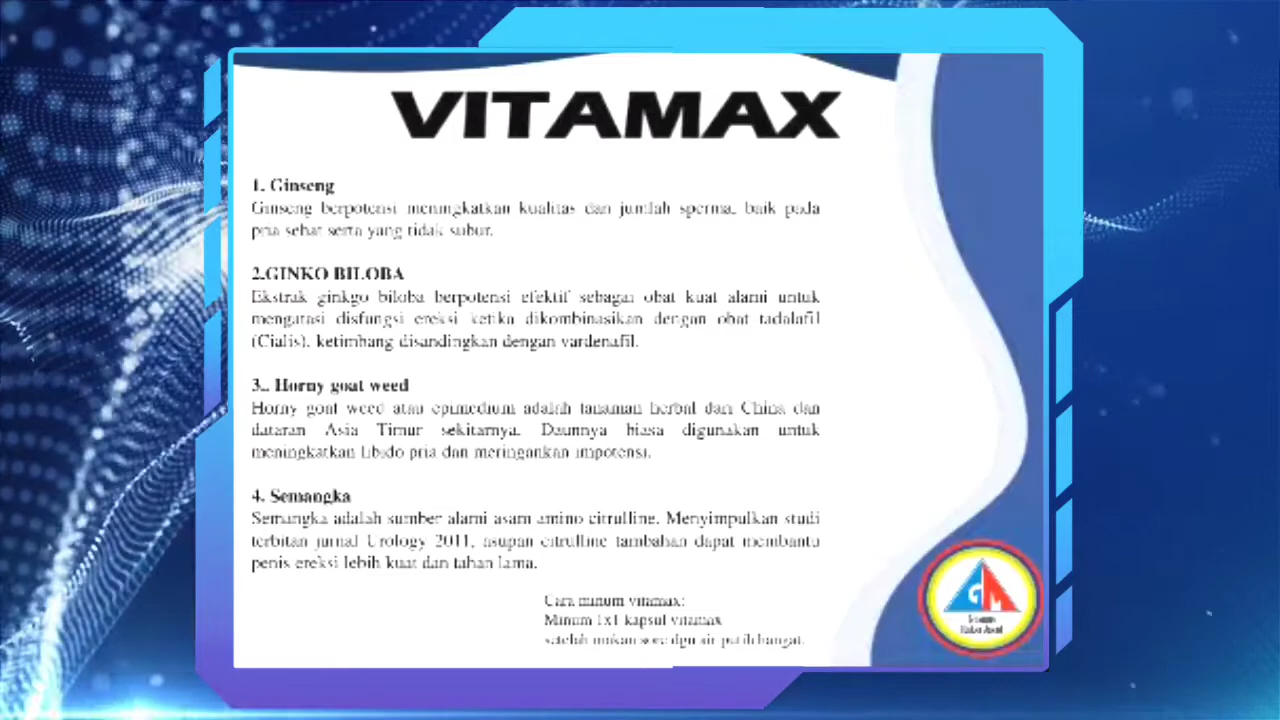 VITAMAX
1. Ginseng
Ginseng berpotensi meningkatkan kualitas dan jumlah sperma, baik pada
pria sehat serta yang tidak subur.
2.GINKO BILOBA
Ekstrak ginkgo biloba berpotensi efektif sebagai obat kuat alami untuk
mengatasi disfungsi ereksi ketika dikombinasikan dengan obat tadalafil
(Cialis), ketimbang disandingkan dengan vardenafil.
3.. Horny goat weed
Horny goat weed atau epimedium adalah tanaman herbal dari China dan
dataran Asia Timur sekitarnya. Daunnya biasa digunakan untuk
meningkatkan libido pria dan meringankan impotensi.
4. Semangka
Semangka adalah sumber alami asam amino citrulline. Menyimpulkan studi
terbitan jurnal Urology 2011, asupan citrulline tambahan dapat membantu
penis ereksi lebih kuat dan tahan lama.
Cara minum vitamax:
Minum 1x1 kapsul vitamax
setelah makan sore dgn air putih hangat.
GM